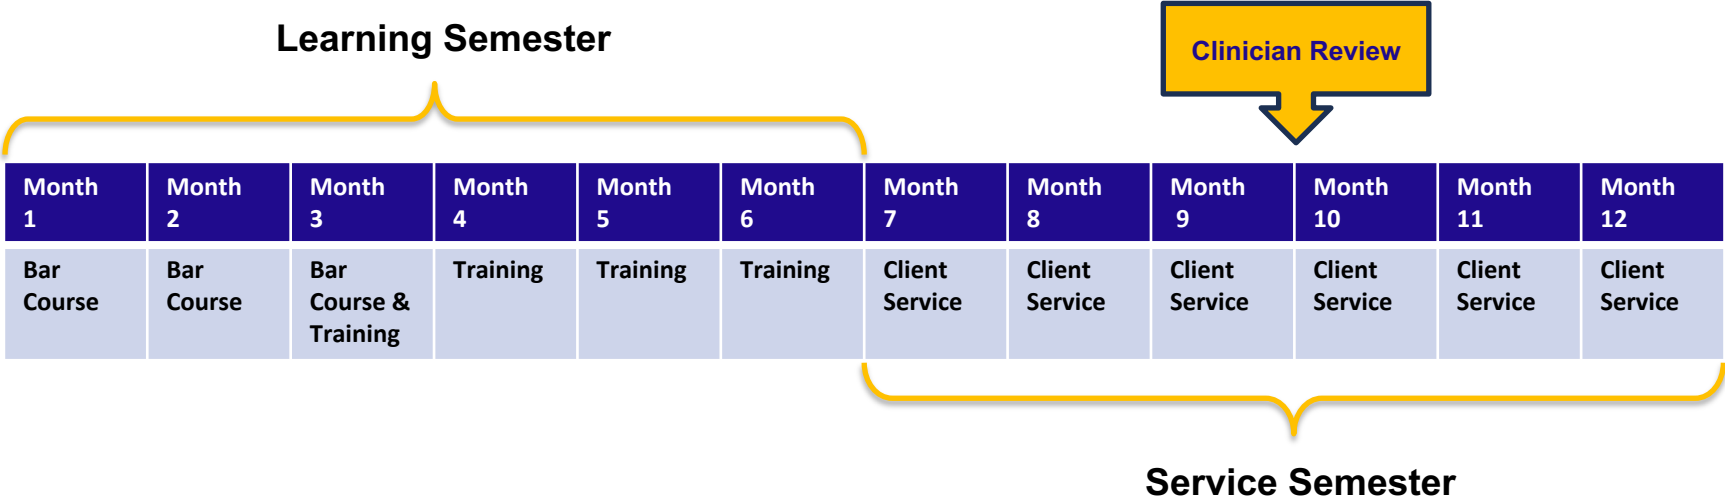 Learning Semester
Clinician Review
Month Month Month Month Month Month Month Month Month Month Month Month
1 2 3 4 5 6 7 8 9 10 11 12
Bar Bar Bar Training Training Training Client Client Client Client Client Client
Course Course Course & Service Service Service Service Service Service
Training
Service Semester